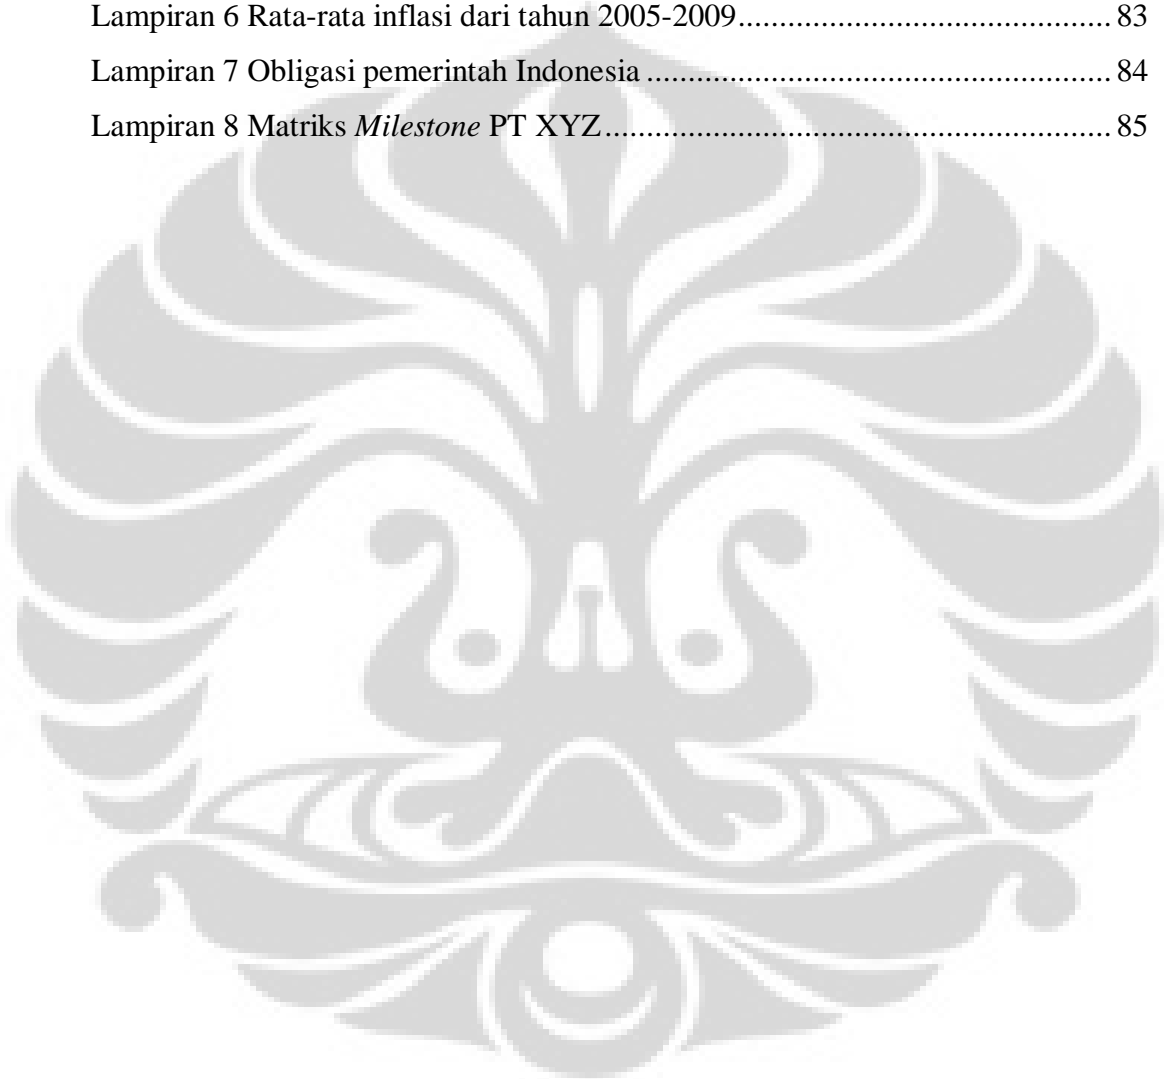 Lampiran 6 Rata-rata inflasi dari tahun 2005-2009............................................. 83
Lampiran 7 Obligasi pemerintah Indonesia ........................................................ 84
Lampiran 8 Matriks Milestone PT XYZ............................................................. 85